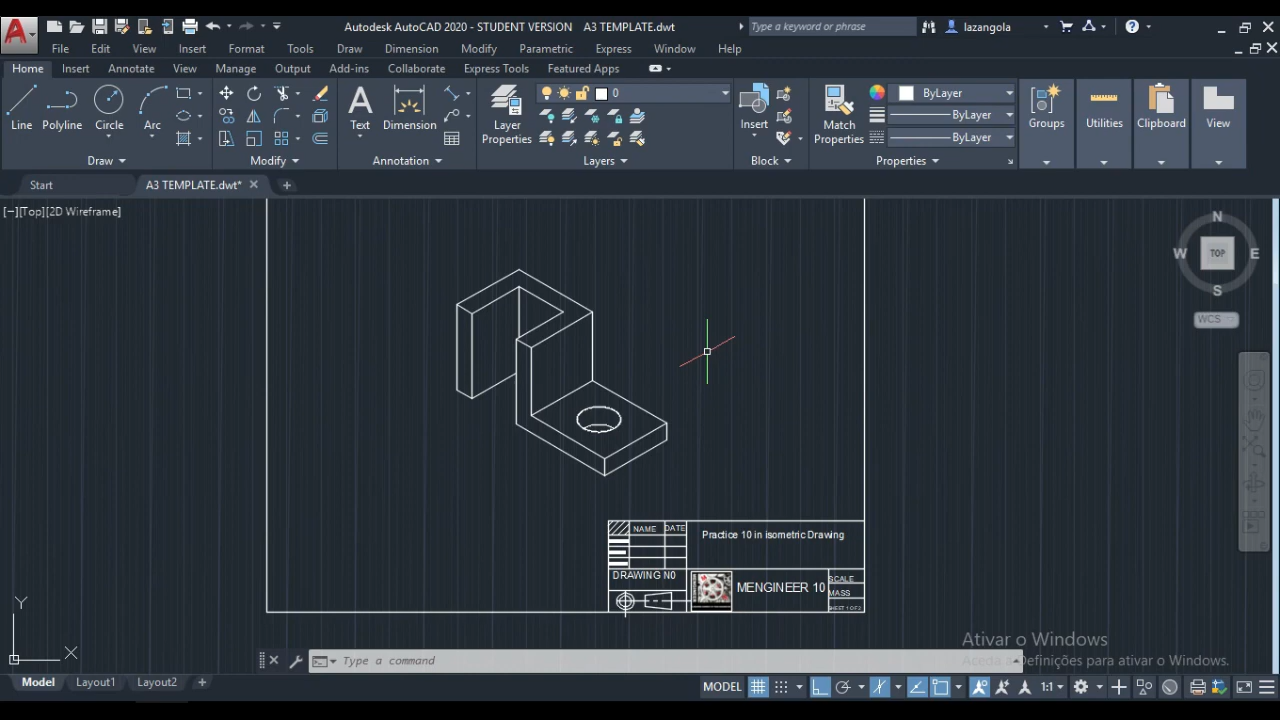 Autodesk AutoCAD 2020 - STUDENT VERSION A3 TEMPLATE.dwt
Type a keyword or phrase
lazangola
File Edit View Insert Format Tools Draw Dimension Modify Parametric Express Window Help
Home Insert Annotate View Manage Output Add-ins Collaborate Express Tools Featured Apps
0
ByLayer
ByLayer
ByLayer
Line Polyline Circle Arc
Text Dimension
Layer Properties
Insert
Match Properties
Groups Utilities Clipboard View
Draw Modify Annotation Layers Block Properties
Start A3 TEMPLATE.dwt*
[−][Top][2D Wireframe]
N
W TOP E
S
WCS
NAME DATE
Practice 10 in isometric Drawing
DRAWING N0
MENGINEER 10
SCALE
MASS
SHEET 1 OF 2
Y
X
Ativar o Windows
Aceda a Definições para ativar o Windows.
Type a command
Model Layout1 Layout2
MODEL
1:1